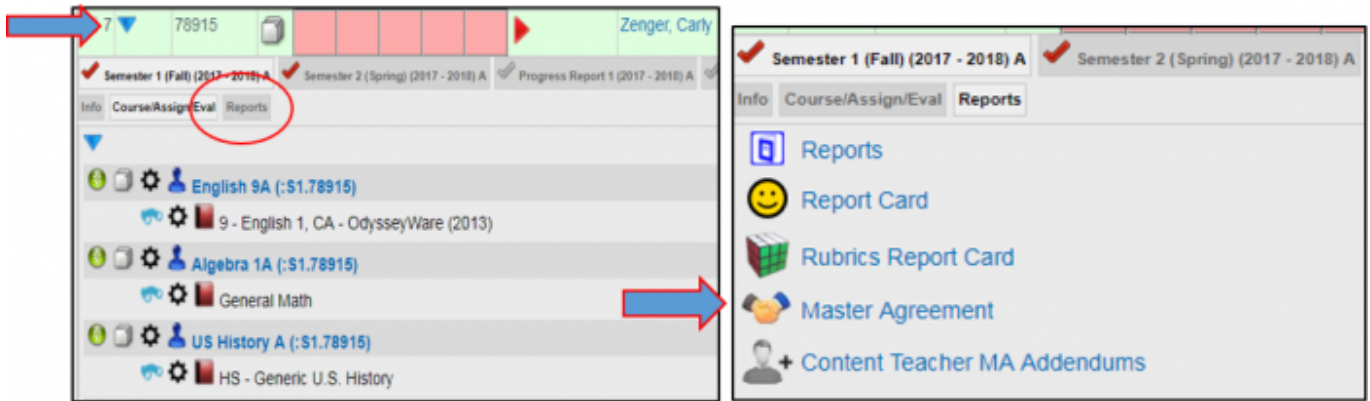 7 78915 Zenger, Carly
Semester 1 (Fall) (2017 - 2018) A Semester 2 (Spring) (2017 - 2018) A Progress Report 1 (2017 - 2018) A
Info Course/Assign/Eval Reports
English 9A (:S1.78915)
9 - English 1, CA - OdysseyWare (2013)
Algebra 1A (:S1.78915)
General Math
US History A (:S1.78915)
HS - Generic U.S. History
Semester 1 (Fall) (2017 - 2018) A Semester 2 (Spring) (2017 - 2018) A
Info Course/Assign/Eval Reports
Reports
Report Card
Rubrics Report Card
Master Agreement
Content Teacher MA Addendums